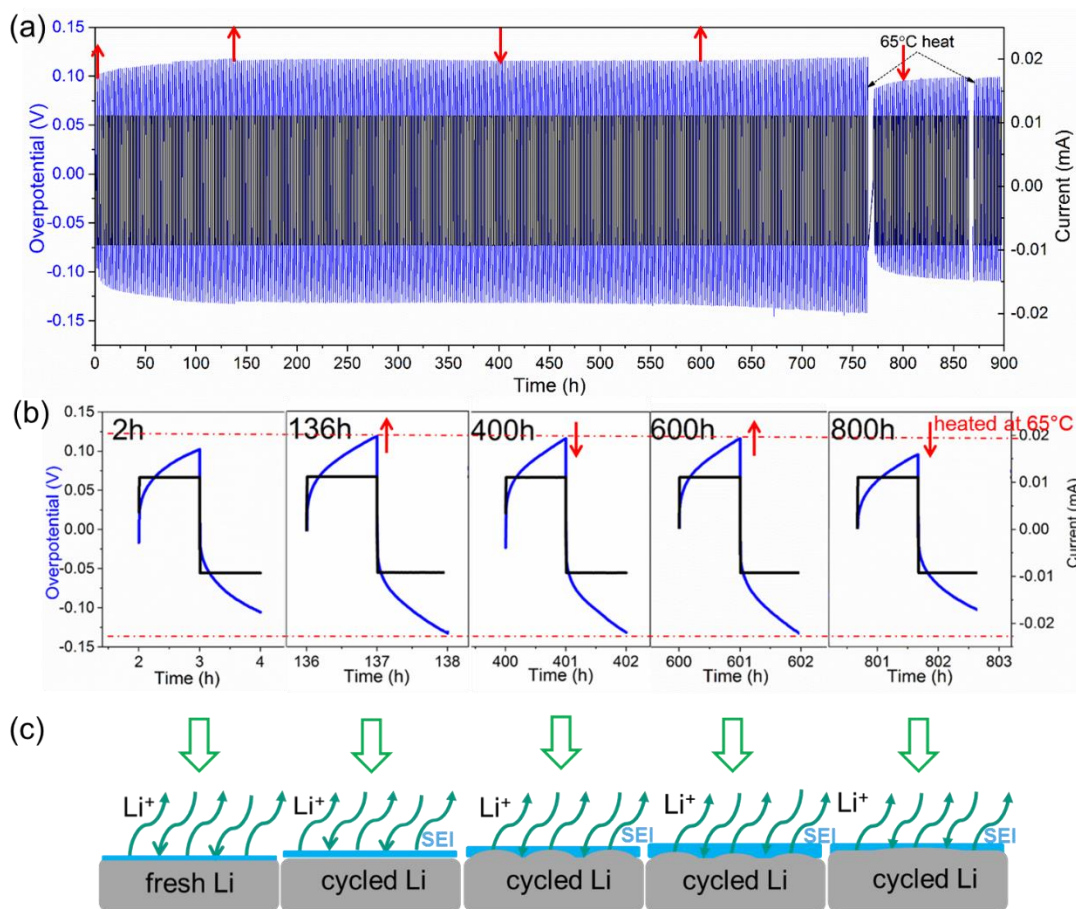 (a)
65°C heat
0.15
0.10
0.05
0.00
-0.05
-0.10
-0.15
Overpotential (V)
0.02
0.01
0.00
-0.01
-0.02
Current (mA)
0 50 100 150 200 250 300 350 400 450 500 550 600 650 700 750 800 850 900
Time (h)
(b)
2h 136h 400h 600h 800h heated at 65°C
0.15
0.10
0.05
0.00
-0.05
-0.10
-0.15
Overpotential (V)
0.02
0.01
0.00
-0.01
-0.02
Current (mA)
2 3 4 136 137 138 400 401 402 600 601 602 801 802 803
Time (h) Time (h) Time (h) Time (h) Time (h)
(c)
Li+ Li+ Li+ Li+ Li+
SEI SEI SEI SEI
fresh Li cycled Li cycled Li cycled Li cycled Li